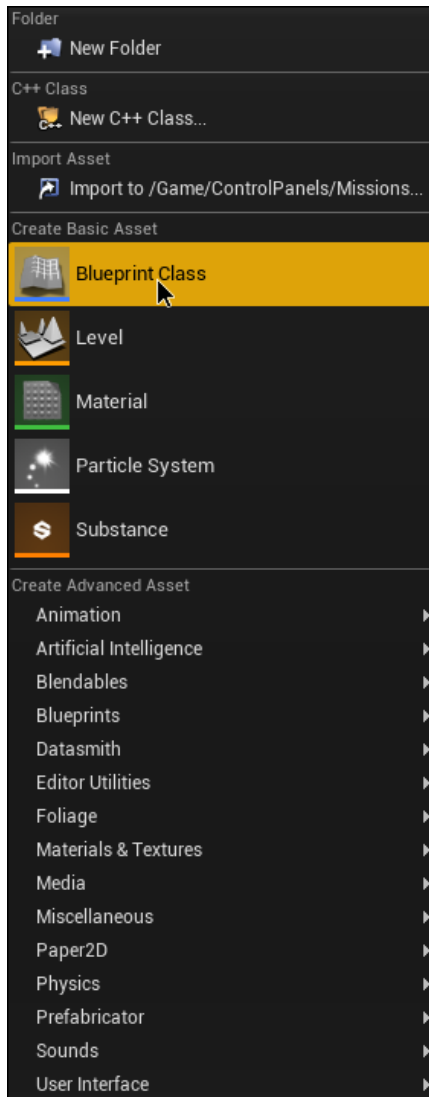 Folder
New Folder
C++ Class
C++
New C++ Class...
Import Asset
Import to /Game/ControlPanels/Missions...
Create Basic Asset
Blueprint Class
Level
Material
Particle System
S
Substance
Create Advanced Asset
Animation
Artificial Intelligence
Blendables
Blueprints
Datasmith
Editor Utilities
Foliage
Materials & Textures
Media
Miscellaneous
Paper2D
Physics
Prefabricator
Sounds
User Interface